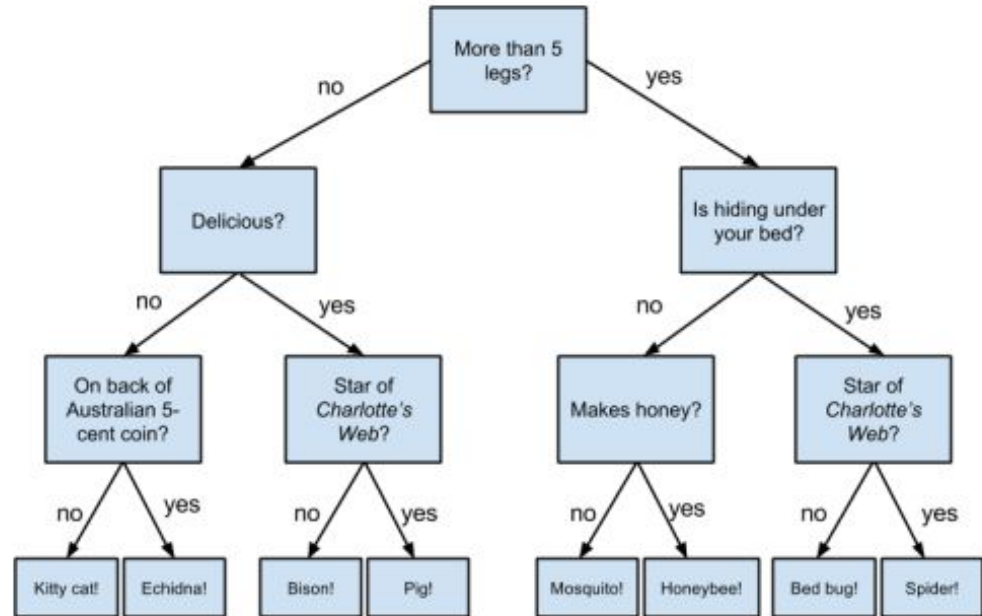 More than 5
legs?
no
yes
Delicious?
Is hiding under
your bed?
no
yes
no
yes
On back of
Australian 5-
cent coin?
Star of
Charlotte's
Web?
Makes honey?
Star of
Charlotte's
Web?
no
yes
no
yes
no
yes
no
yes
Kitty cat!
Echidna!
Bison!
Pig!
Mosquito!
Honeybee!
Bed bug!
Spider!